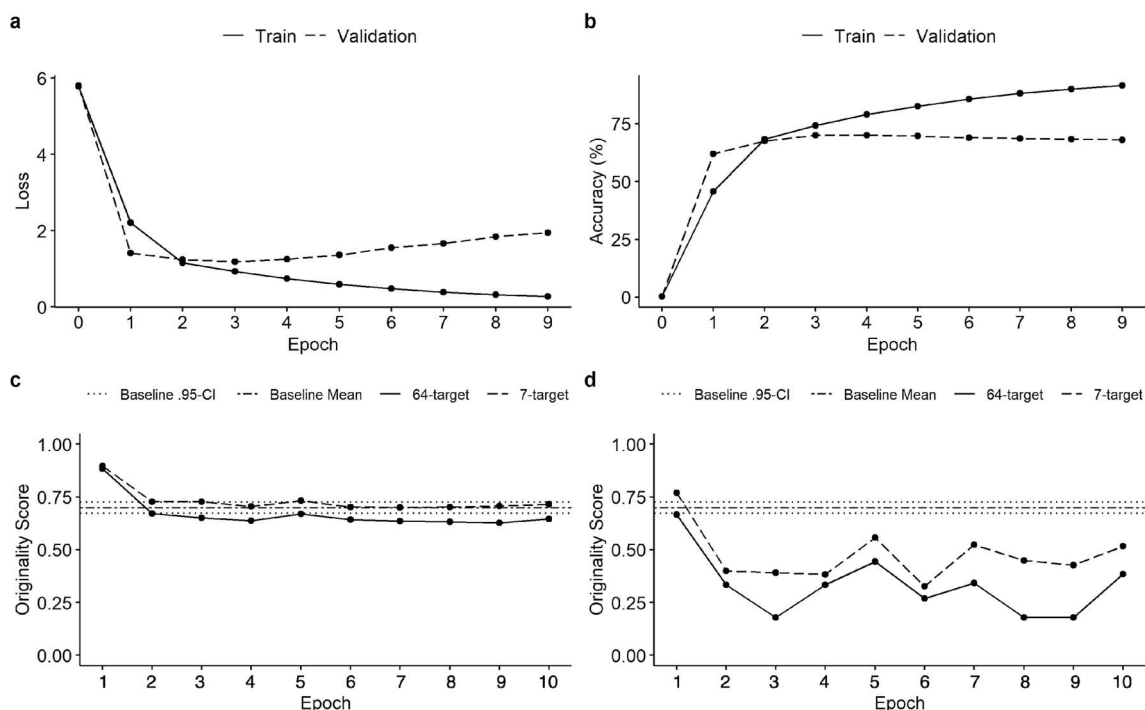 a
Train Validation
6
4
2
0
Loss
0 1 2 3 4 5 6 7 8 9
Epoch
b
Train Validation
75
50
25
0
Accuracy (%)
0 1 2 3 4 5 6 7 8 9
Epoch
c
Baseline .95-CI Baseline Mean 64-target 7-target
1.00
0.75
0.50
0.25
0.00
Originality Score
1 2 3 4 5 6 7 8 9 10
Epoch
d
Baseline .95-CI Baseline Mean 64-target 7-target
1.00
0.75
0.50
0.25
0.00
Originality Score
1 2 3 4 5 6 7 8 9 10
Epoch